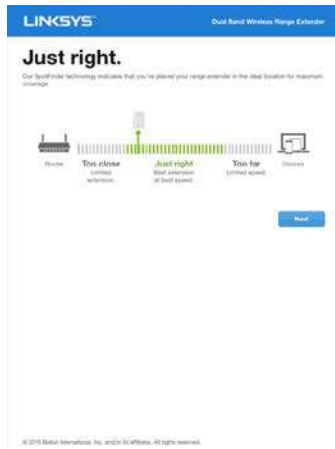 LINKSYS
Dual Band Wireless Range Extender
Just right.
Our SpotFinder technology indicates that you've placed your range extender in the ideal location for maximum
coverage.
Router
Too close
Limited
extension.
Just right
Best extension
at best speed.
Too far
Limited speed.
Devices
Next
© 2016 Belkin International, Inc. and/or its affiliates. All rights reserved.